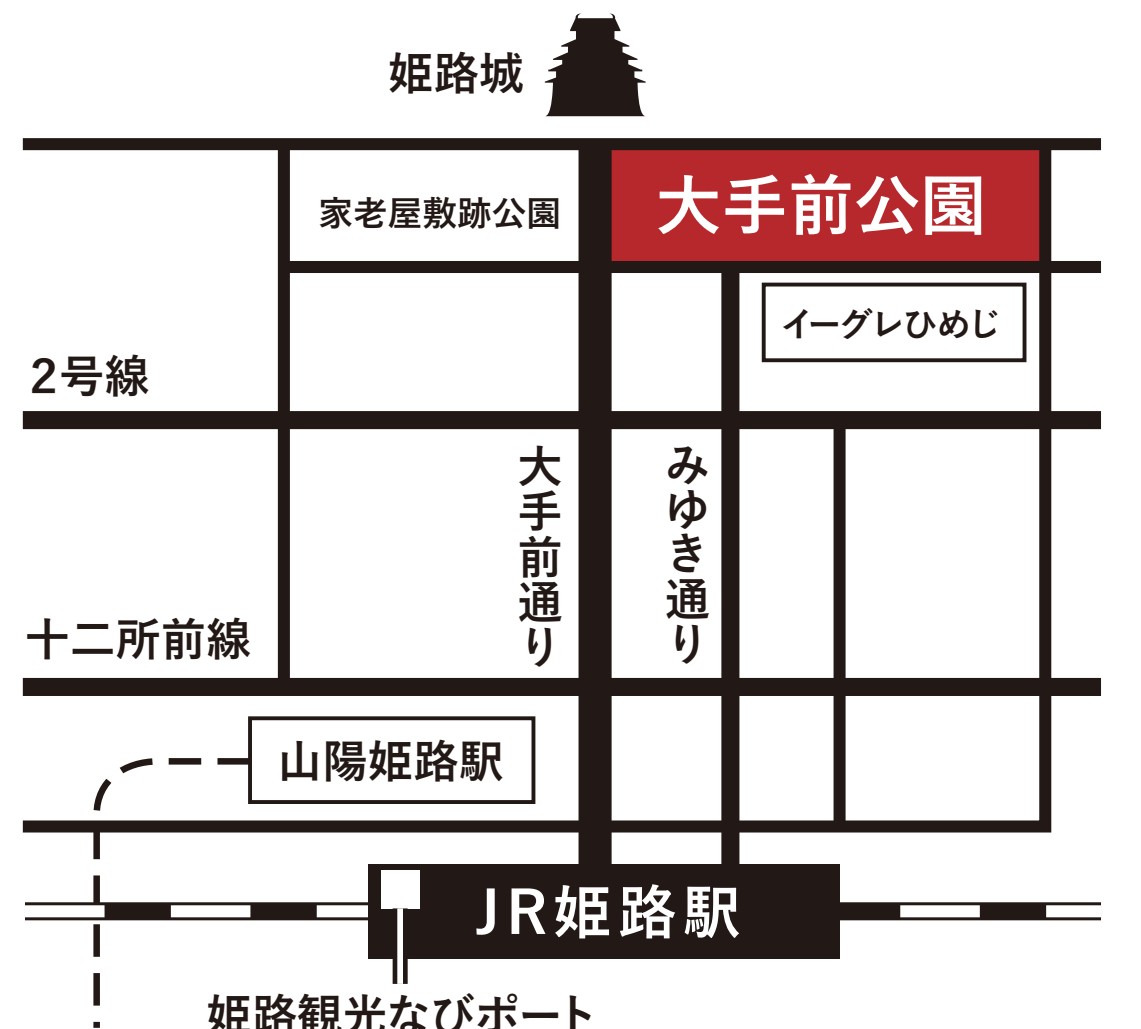 姫路城
家老屋敷跡公園
大手前公園
イーグレひめじ
2号線
大手前通り
みゆき通り
十二所前線
山陽姫路駅
JR姫路駅
姫路観光なびポート